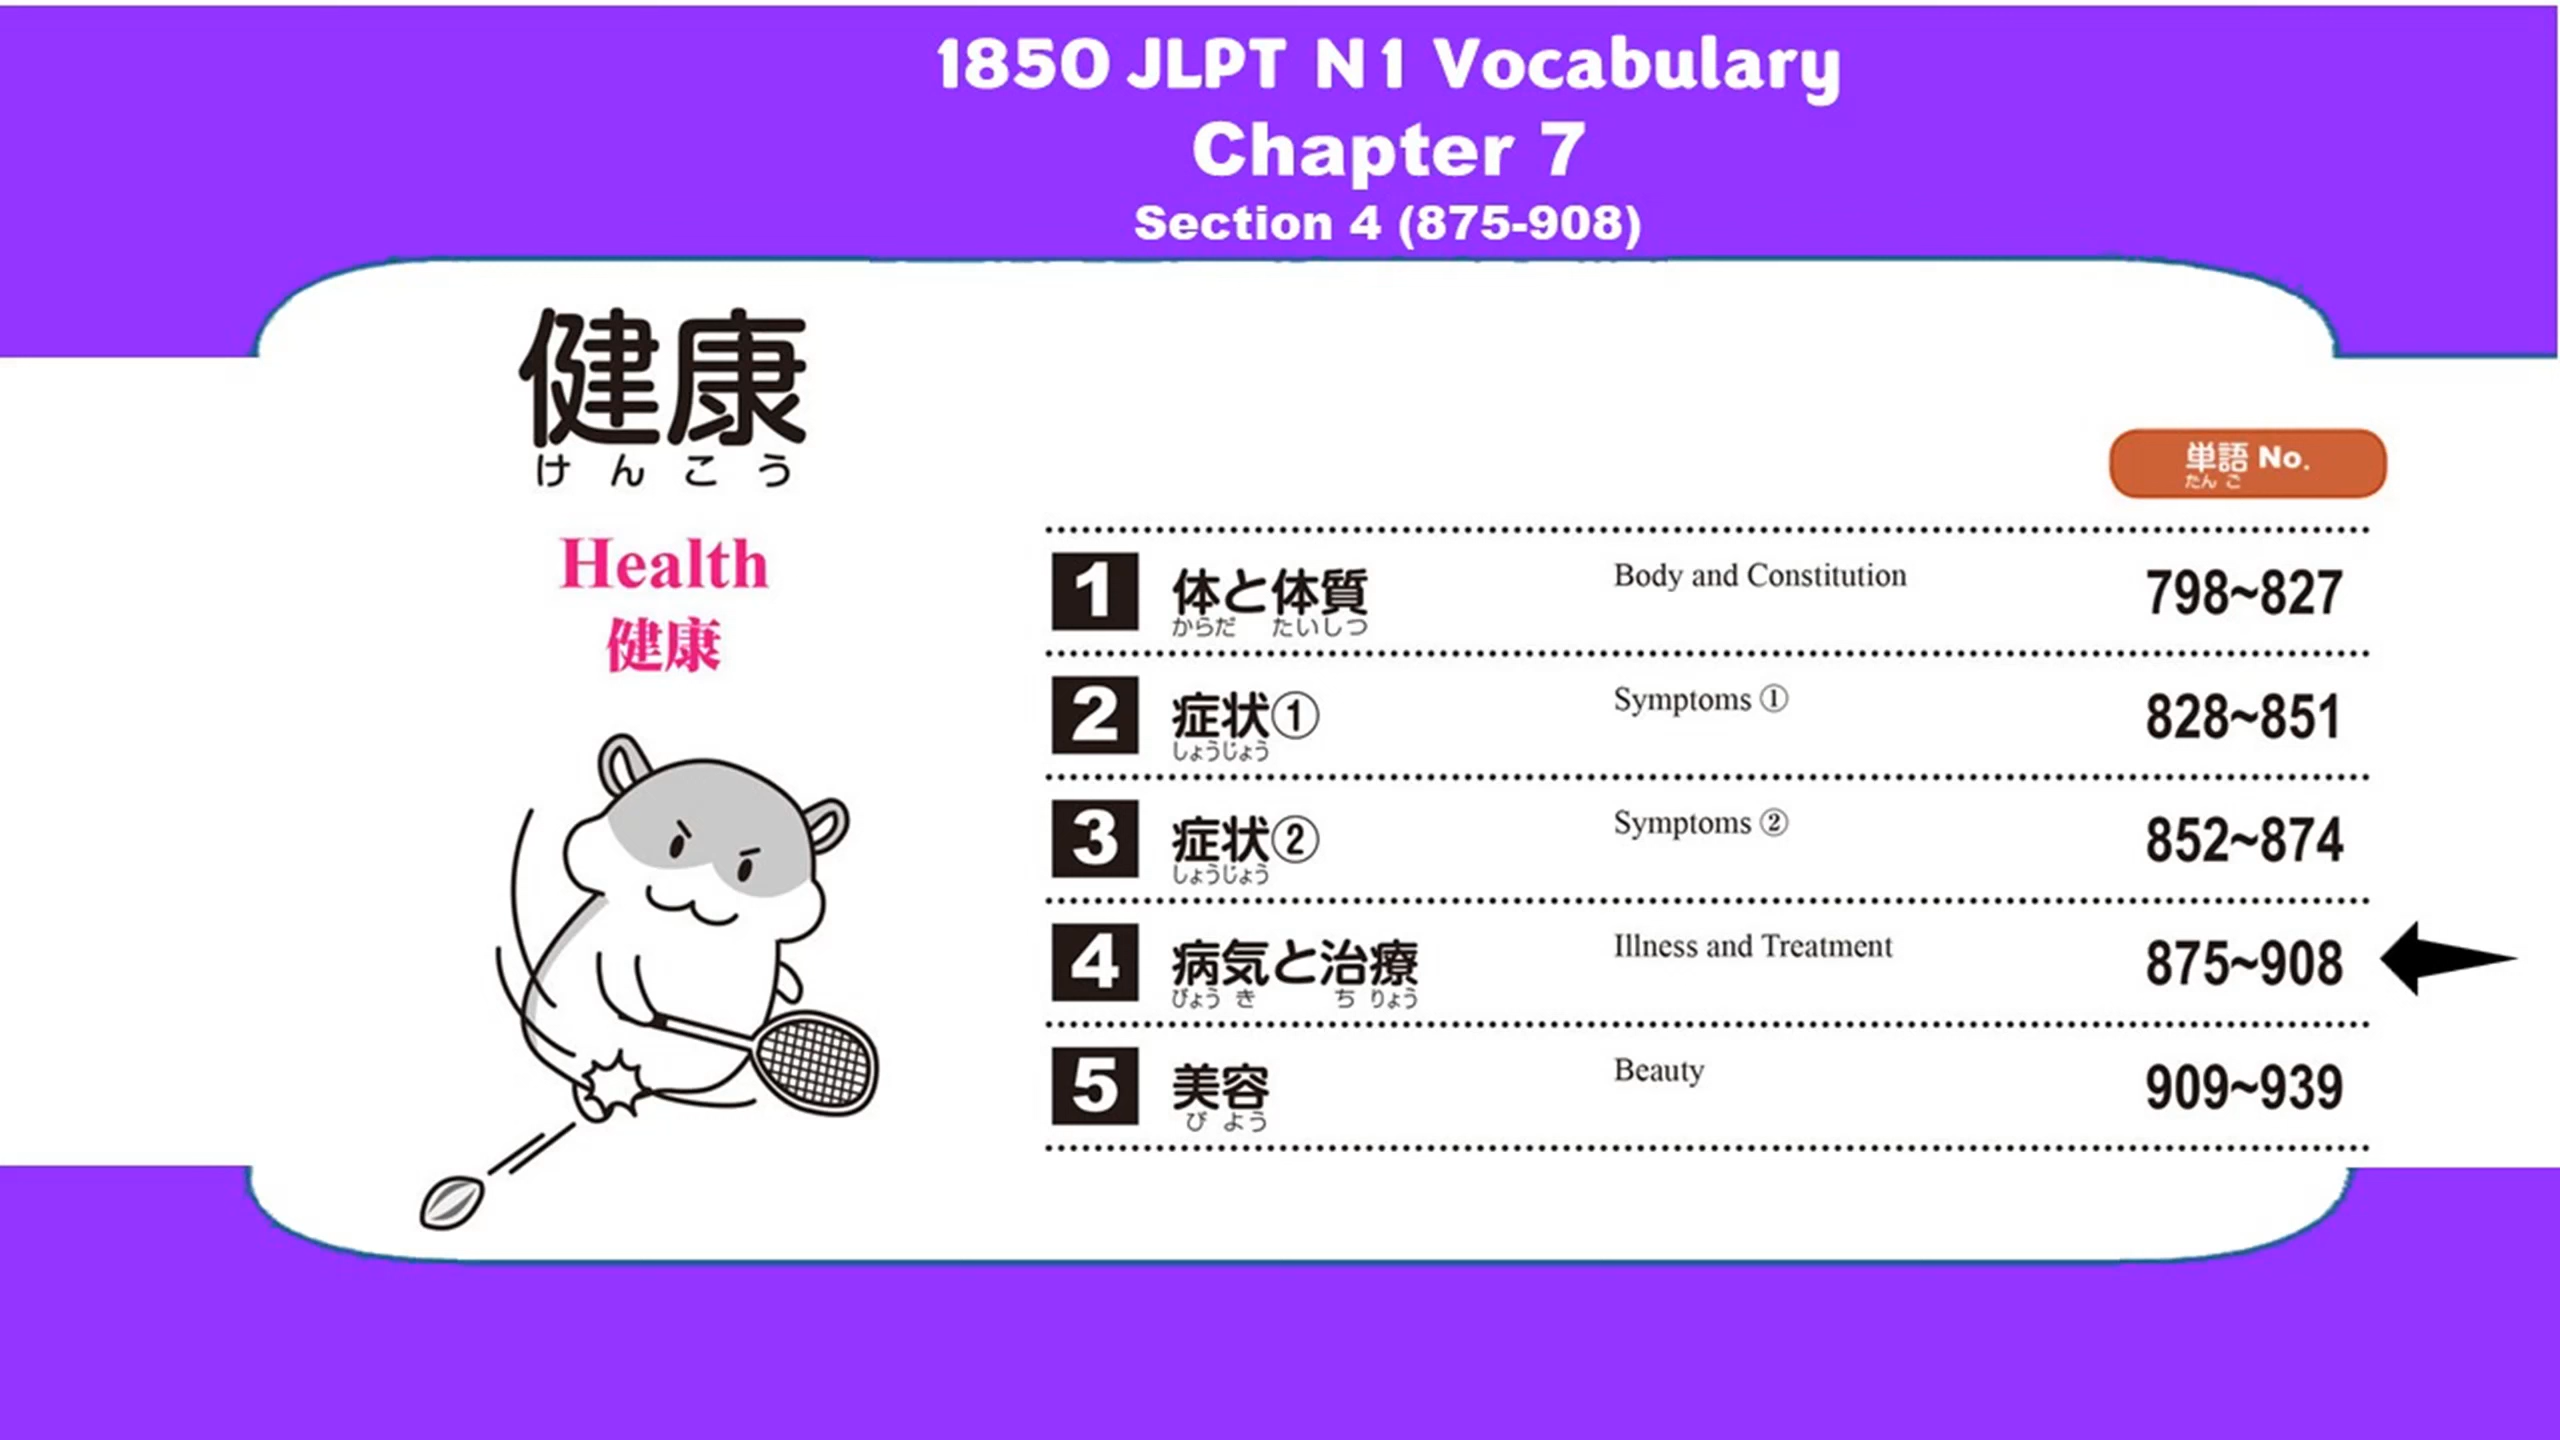 1850 JLPT N1 Vocabulary
Chapter 7
Section 4 (875-908)
健康
けんこう
Health
健康
単語 No.
たんご
1 体と体質 Body and Constitution 798~827
からだ たいしつ
2 症状① Symptoms ① 828~851
しょうじょう
3 症状② Symptoms ② 852~874
しょうじょう
4 病気と治療 Illness and Treatment 875~908
びょうき ちりょう
5 美容 Beauty 909~939
びよう